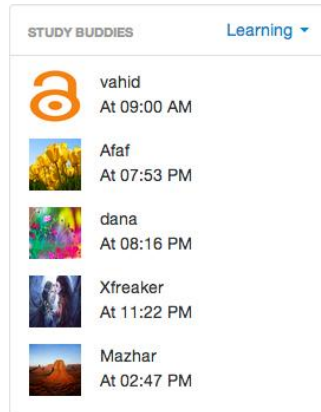 STUDY BUDDIES Learning
vahid
At 09:00 AM
Afaf
At 07:53 PM
dana
At 08:16 PM
Xfreaker
At 11:22 PM
Mazhar
At 02:47 PM